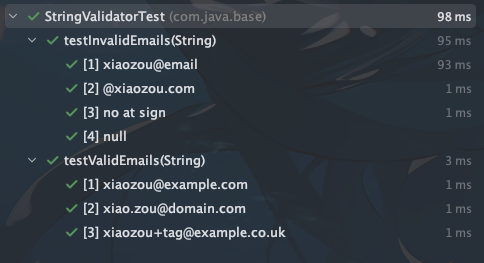 StringValidatorTest (com.java.base) 98 ms
testInvalidEmails(String) 95 ms
[1] xiaozou@email 93 ms
[2] @xiaozou.com 1 ms
[3] no at sign 1 ms
[4] null
testValidEmails(String) 3 ms
[1] xiaozou@example.com 1 ms
[2] xiao.zou@domain.com 1 ms
[3] xiaozou+tag@example.co.uk 1 ms